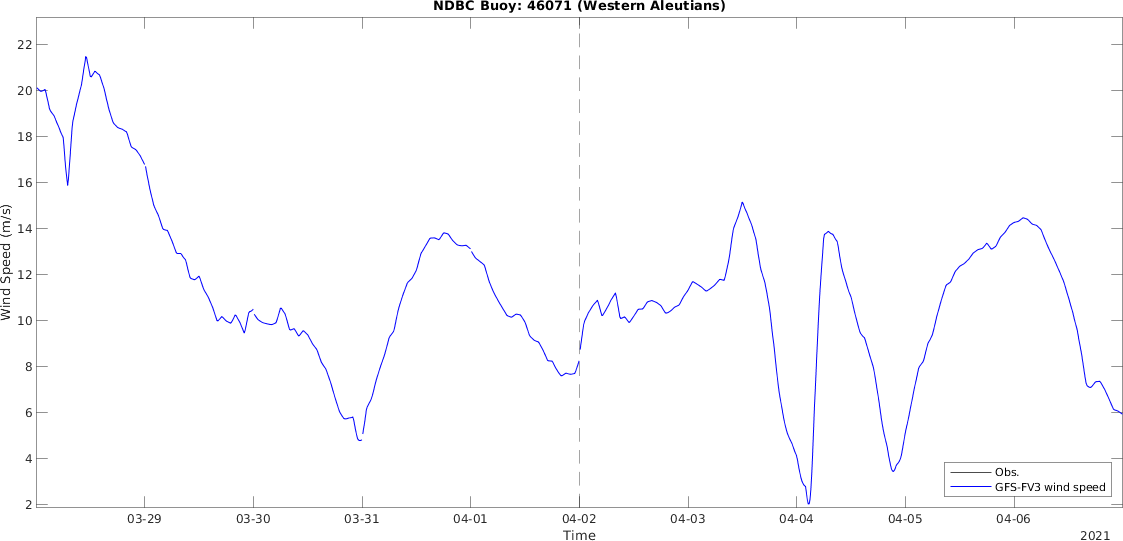 NDBC Buoy: 46071 (Western Aleutians)
22
20
18
16
14
12
10
8
6
4
2
Wind Speed (m/s)
03-29 03-30 03-31 04-01 04-02 04-03 04-04 04-05 04-06
Time
2021
Obs.
GFS-FV3 wind speed